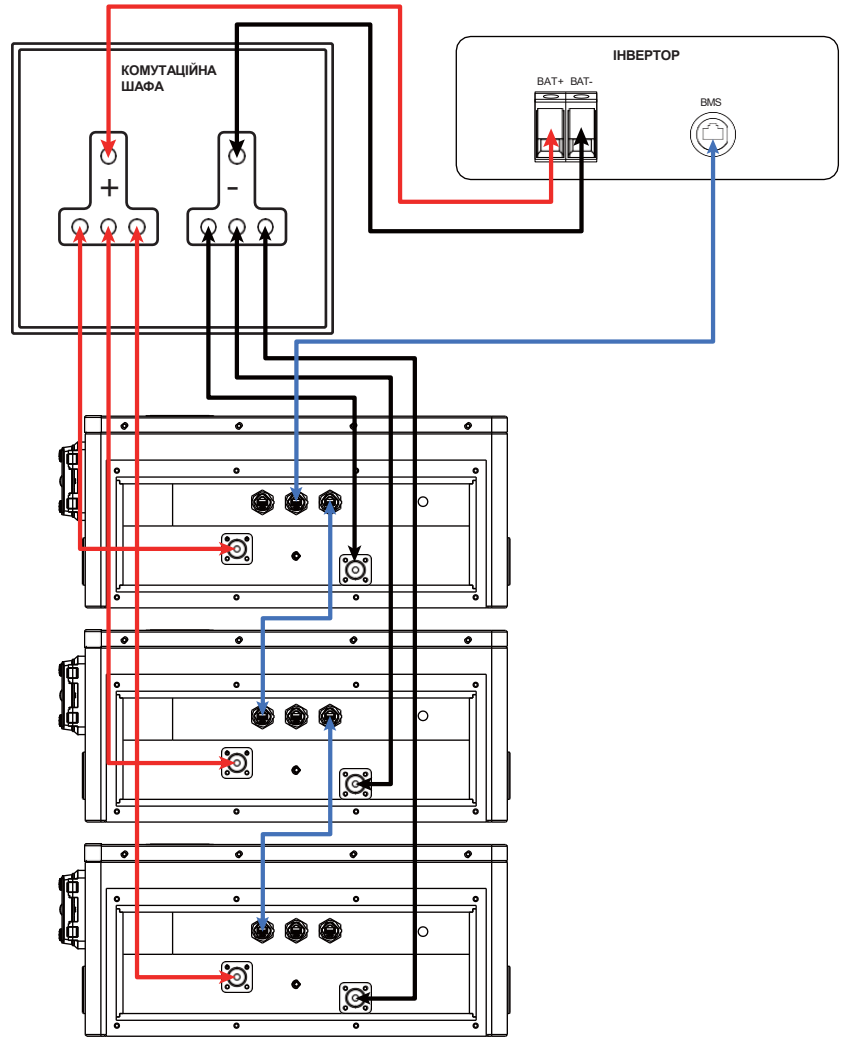 КОМУТАЦІЙНА
ШАФА
+
-
ІНВЕРТОР
BAT+ BAT-
BMS